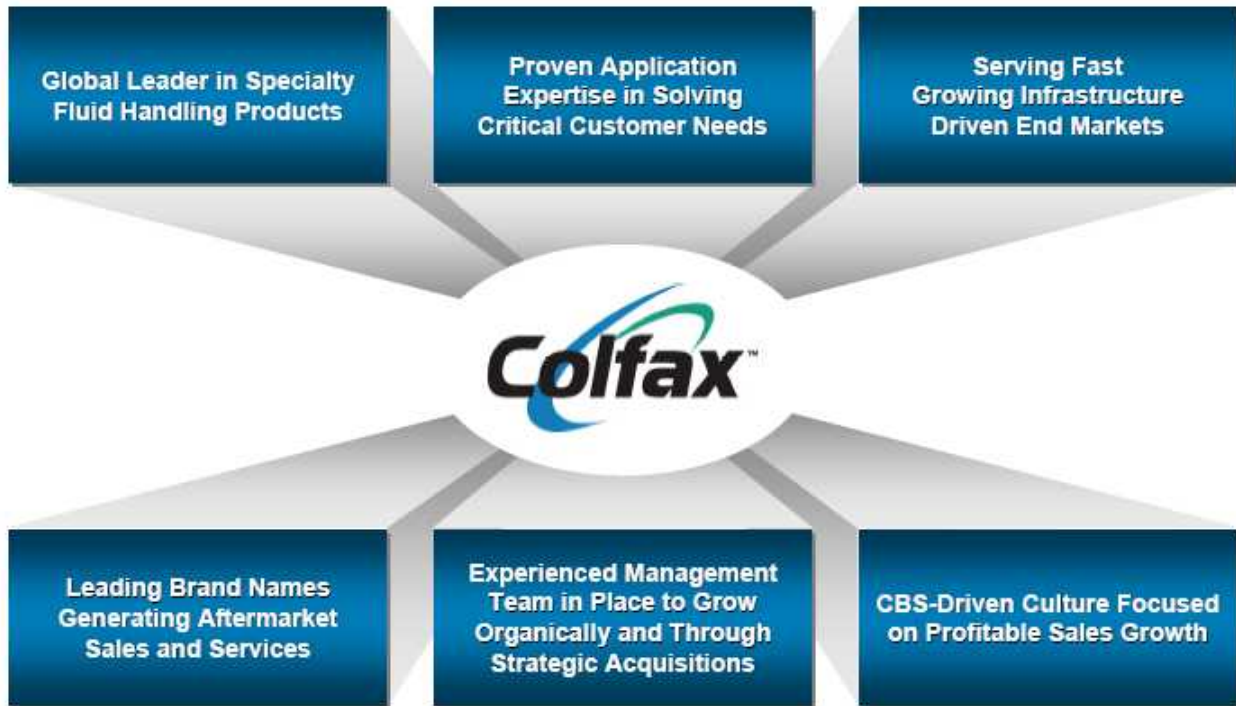 Global Leader in Specialty
Fluid Handling Products
Proven Application
Expertise in Solving
Critical Customer Needs
Serving Fast
Growing Infrastructure
Driven End Markets
Colfax™
Leading Brand Names
Generating Aftermarket
Sales and Services
Experienced Management
Team in Place to Grow
Organically and Through
Strategic Acquisitions
CBS-Driven Culture Focused
on Profitable Sales Growth